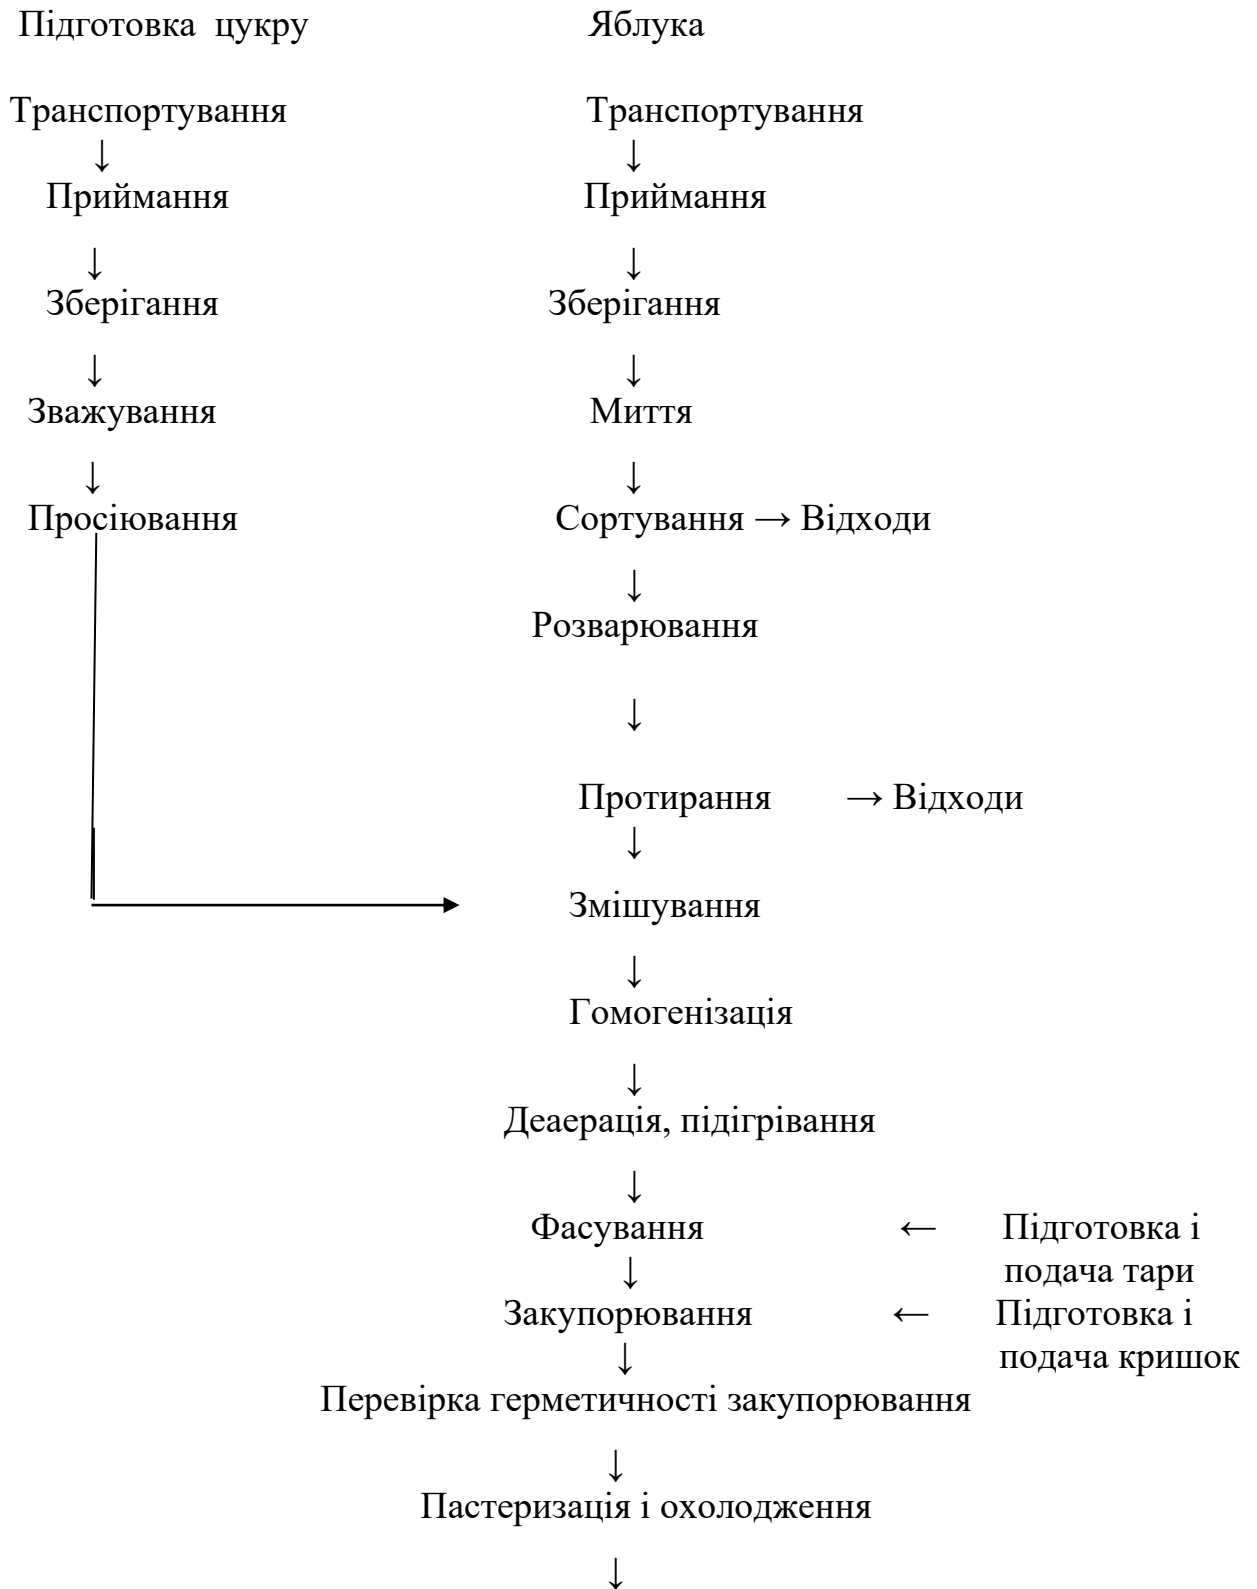 Підготовка цукру Яблука
Транспортування Транспортування
↓ ↓
Приймання Приймання
↓ ↓
Зберігання Зберігання
↓ ↓
Зважування Миття
↓ ↓
Просіювання Сортування → Відходи
↓
Розварювання
↓
Протирання → Відходи
↓
Змішування
↓
Гомогенізація
↓
Деаерація, підігрівання
↓
Фасування ← Підготовка і
↓ подача тари
Закупорювання ← Підготовка і
↓ подача кришок
Перевірка герметичності закупорювання
↓
Пастеризація і охолодження
↓